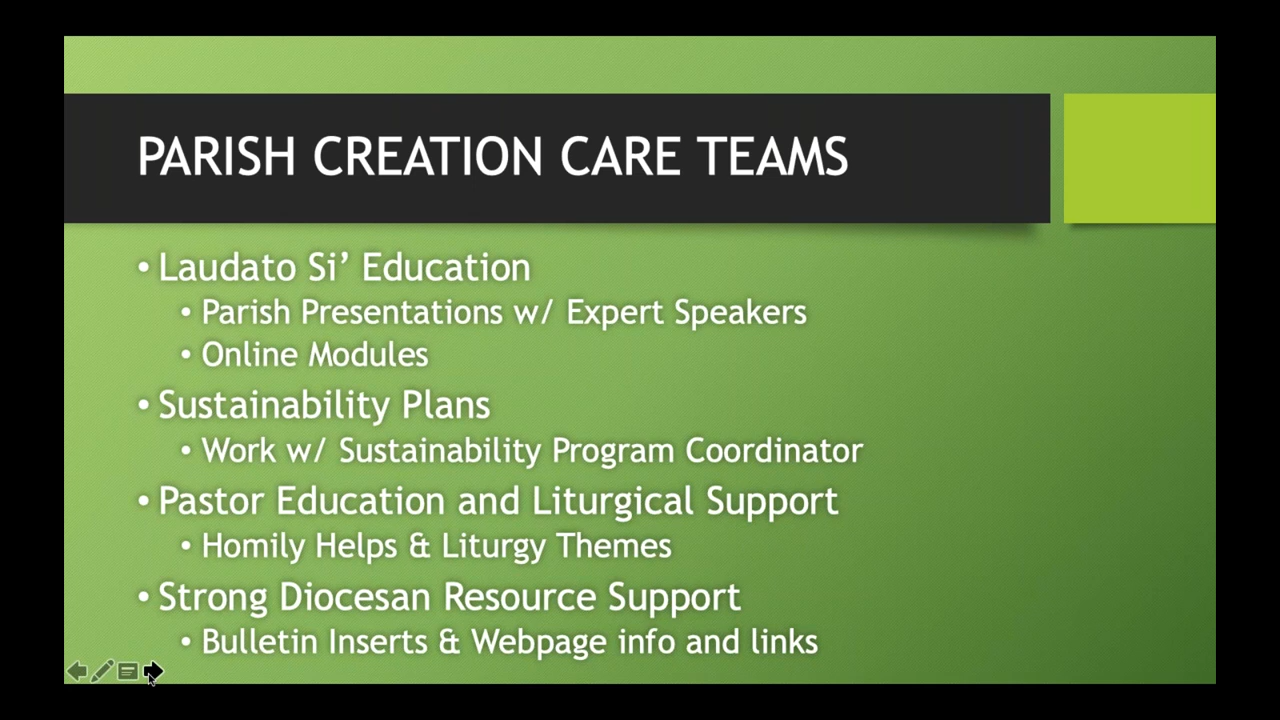 PARISH CREATION CARE TEAMS
• Laudato Si’ Education
• Parish Presentations w/ Expert Speakers
• Online Modules
• Sustainability Plans
• Work w/ Sustainability Program Coordinator
• Pastor Education and Liturgical Support
• Homily Helps & Liturgy Themes
• Strong Diocesan Resource Support
• Bulletin Inserts & Webpage info and links